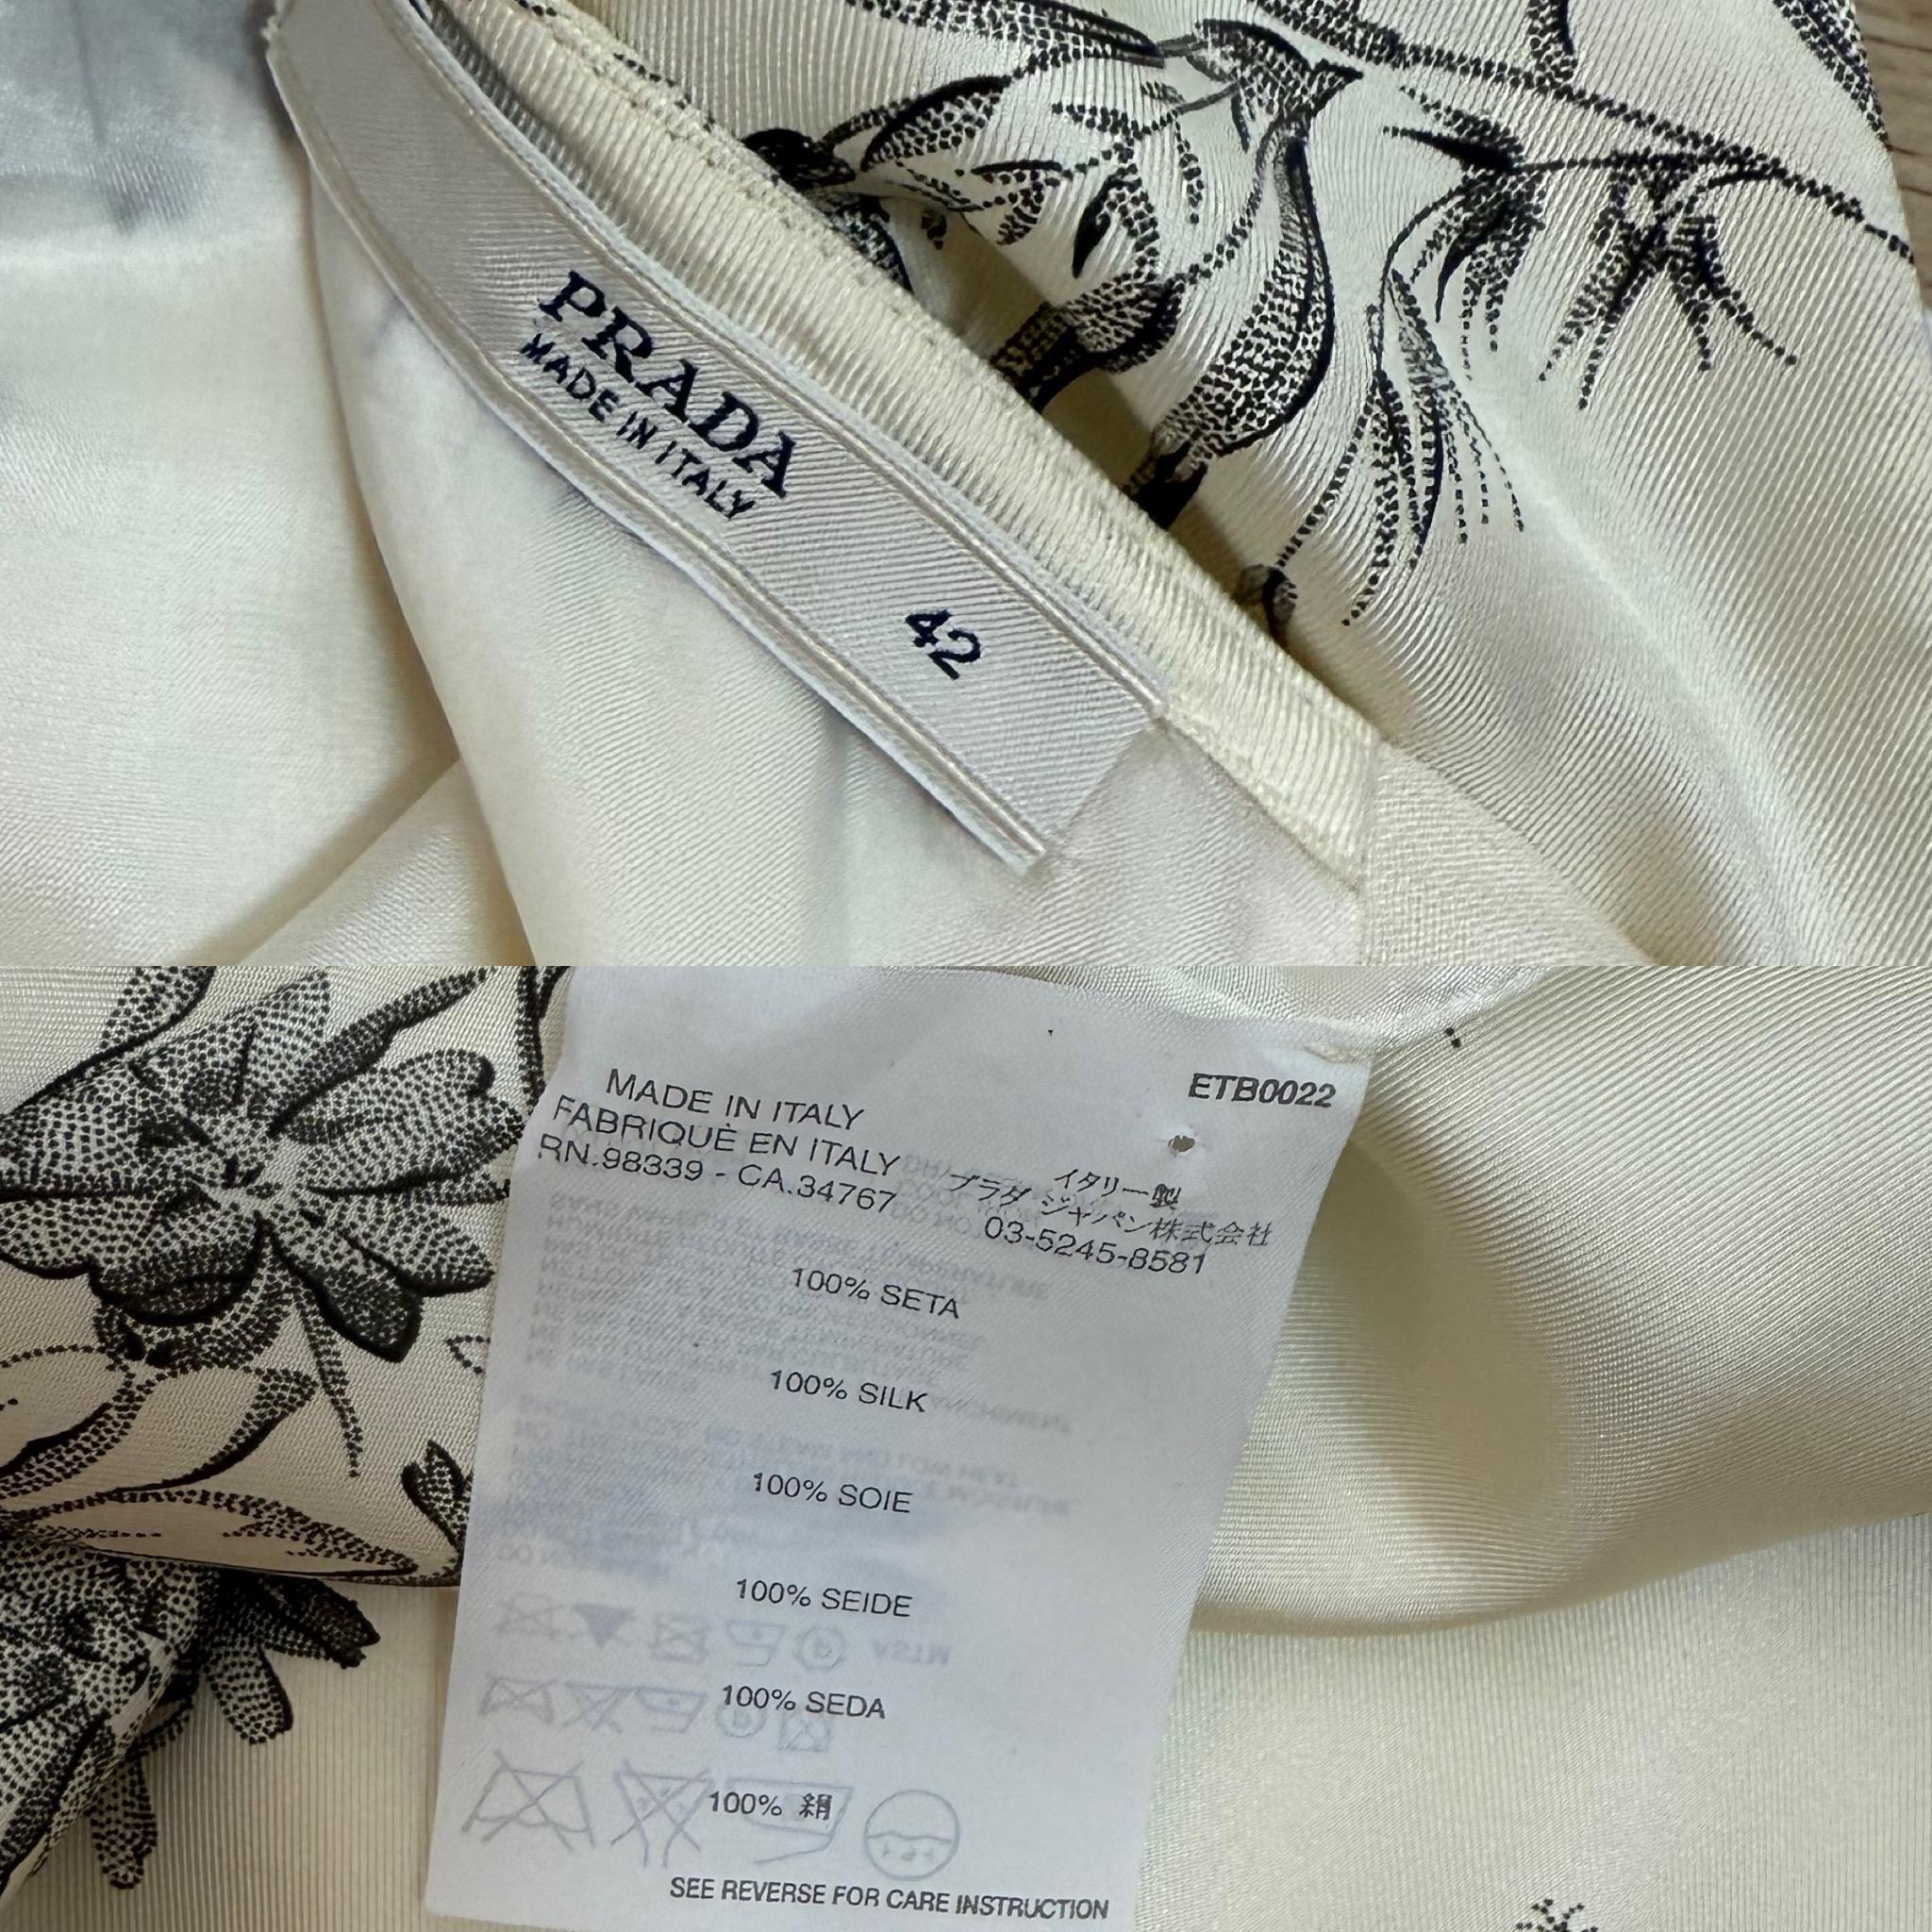 PRADA
MADE IN ITALY
42
ETB0022
MADE IN ITALY
FABRIQUÈ EN ITALY
RN.98339 - CA.34767
イタリー製
プラダ ジャパン株式会社
03-5245-8581
100% SETA
100% SILK
100% SOIE
100% SEIDE
100% SEDA
100% 絹
SEE REVERSE FOR CARE INSTRUCTION